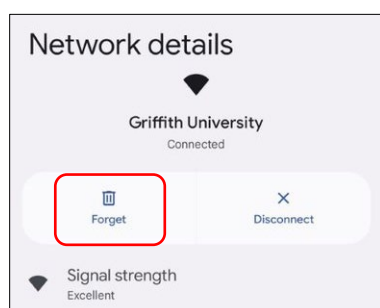 Network details
Griffith University
Connected
Forget
Disconnect
Signal strength
Excellent